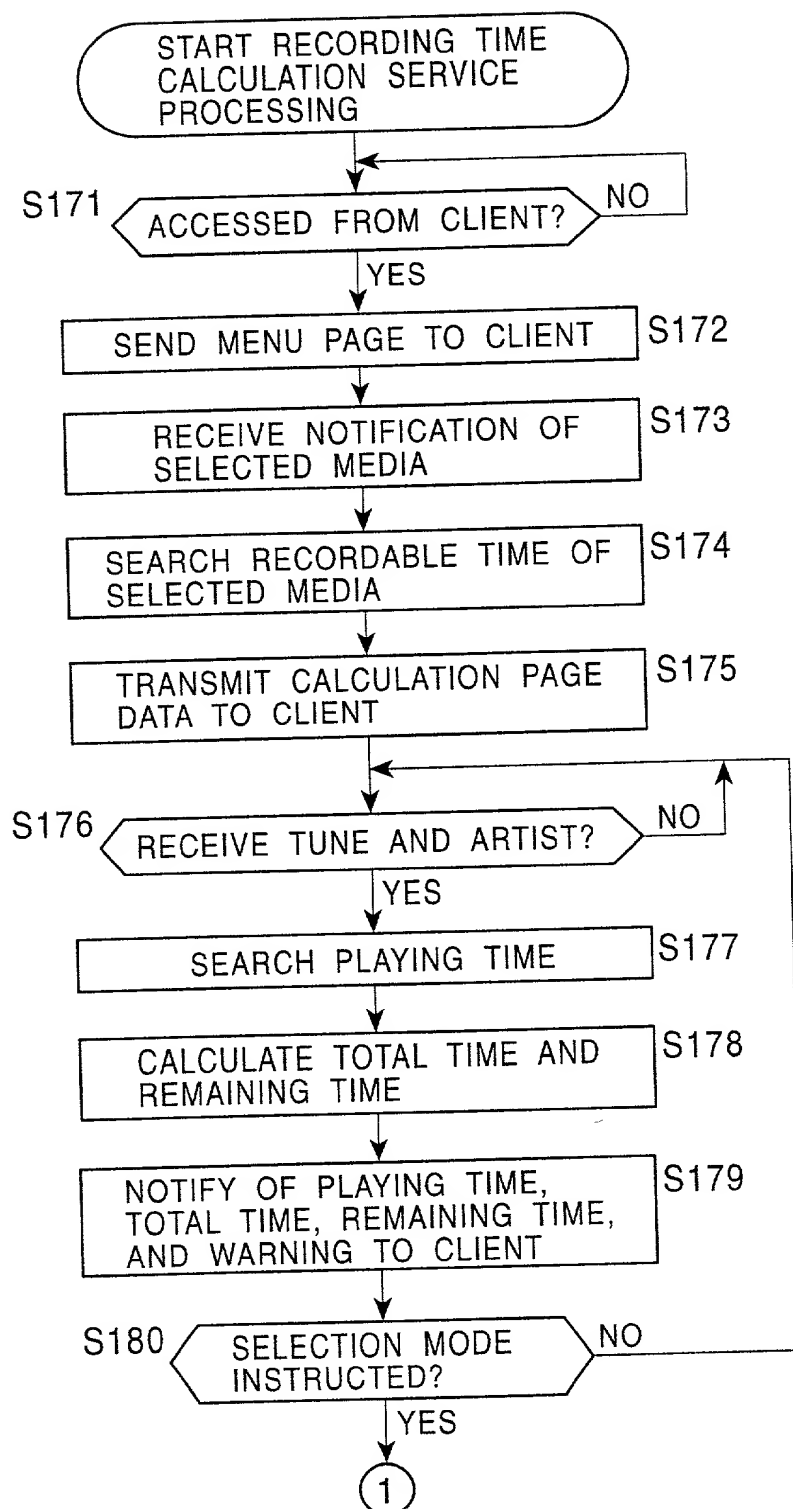 START RECORDING TIME
CALCULATION SERVICE
PROCESSING
S171
ACCESSED FROM CLIENT?
NO
YES
SEND MENU PAGE TO CLIENT
S172
RECEIVE NOTIFICATION OF
SELECTED MEDIA
S173
SEARCH RECORDABLE TIME OF
SELECTED MEDIA
S174
TRANSMIT CALCULATION PAGE
DATA TO CLIENT
S175
S176
RECEIVE TUNE AND ARTIST?
NO
YES
SEARCH PLAYING TIME
S177
CALCULATE TOTAL TIME AND
REMAINING TIME
S178
NOTIFY OF PLAYING TIME,
TOTAL TIME, REMAINING TIME,
AND WARNING TO CLIENT
S179
S180
SELECTION MODE
INSTRUCTED?
NO
YES
1